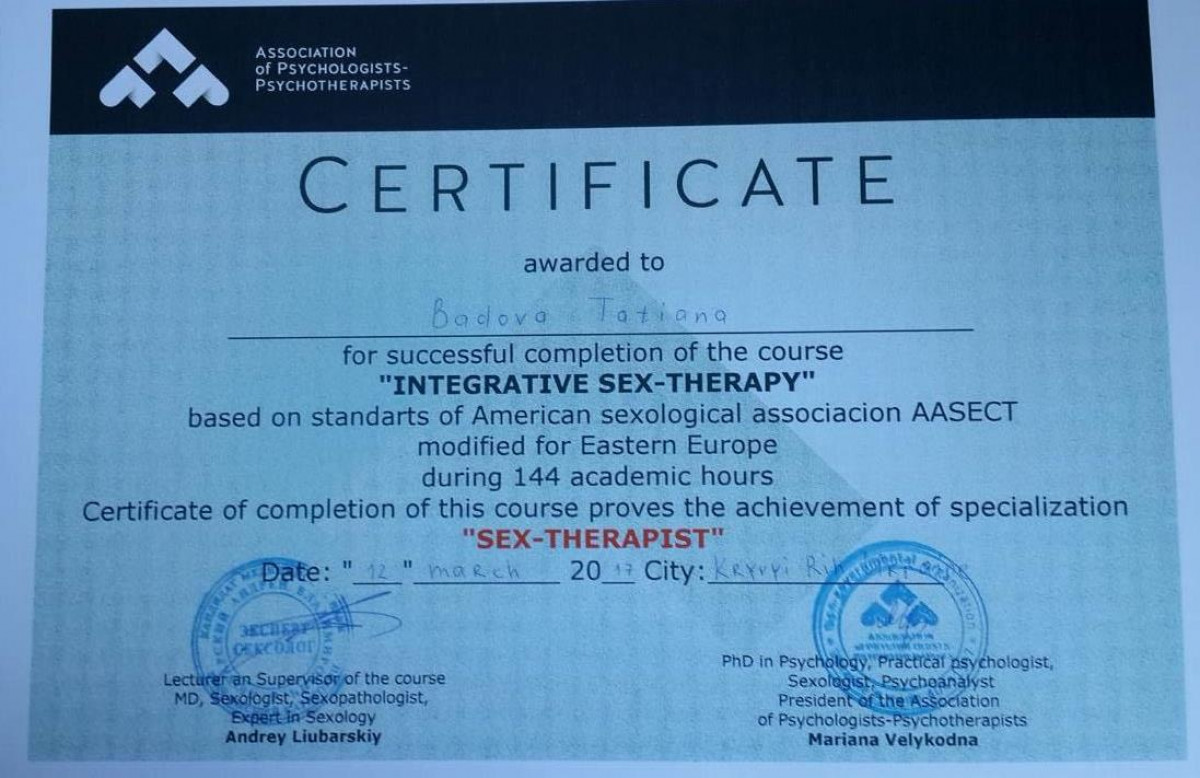 ASSOCIATION
of PSYCHOLOGISTS-
PSYCHOTHERAPISTS
CERTIFICATE
awarded to
Badova Tatiana
for successful completion of the course
"INTEGRATIVE SEX-THERAPY"
based on standarts of American sexological associacion AASECT
modified for Eastern Europe
during 144 academic hours
Certificate of completion of this course proves the achievement of specialization
"SEX-THERAPIST"
Date: "12" march 2017 City: Kryvyi Rih
ЭКСПЕРТ
СЕКСОЛОГ
Lecturer an Supervisor of the course
MD, Sexologist, Sexopathologist,
Expert in Sexology
Andrey Liubarskiy
PhD in Psychology, Practical psychologist,
Sexologist, Psychoanalyst
President of the Association
of Psychologists-Psychotherapists
Mariana Velykodna